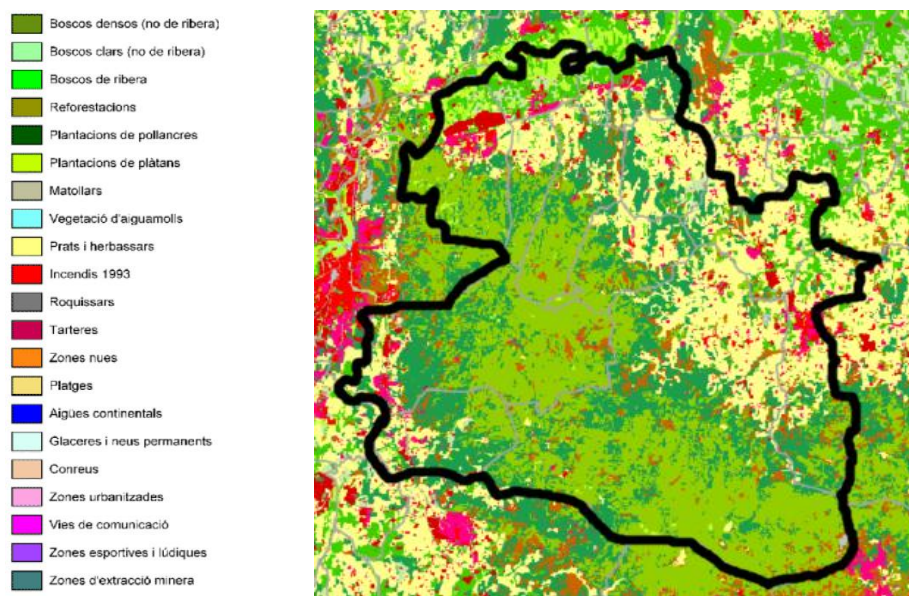 Boscos densos (no de ribera)
Boscos clars (no de ribera)
Boscos de ribera
Reforestacions
Plantacions de pollancres
Plantacions de plàtans
Matollars
Vegetació d'aiguamolls
Prats i herbassars
Incendis 1993
Roquissars
Tarteres
Zones nues
Platges
Aigües continentals
Glaceres i neus permanents
Conreus
Zones urbanitzades
Vies de comunicació
Zones esportives i lúdiques
Zones d'extracció minera